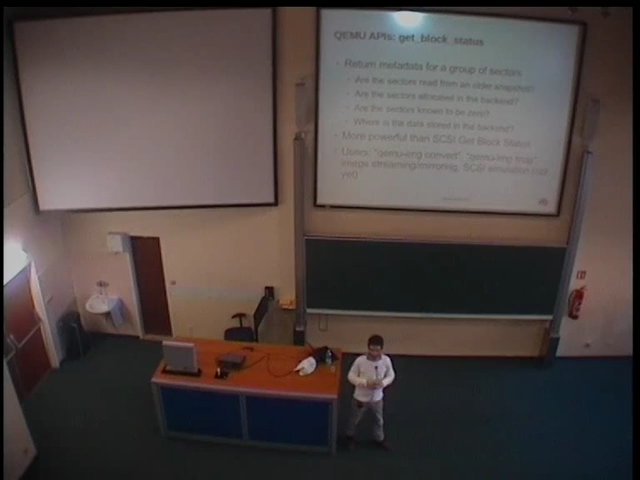 QEMU APIs: get_block_status
Return metadata for a group of sectors
Are the sectors read from an older snapshot?
Are the sectors allocated in the backend?
Are the sectors known to be zero?
Where is the data stored in the backend?
More powerful than SCSI Get Block Status
Users: "qemu-img convert", "qemu-img map",
image streaming/mirroring, SCSI emulation (not
yet)